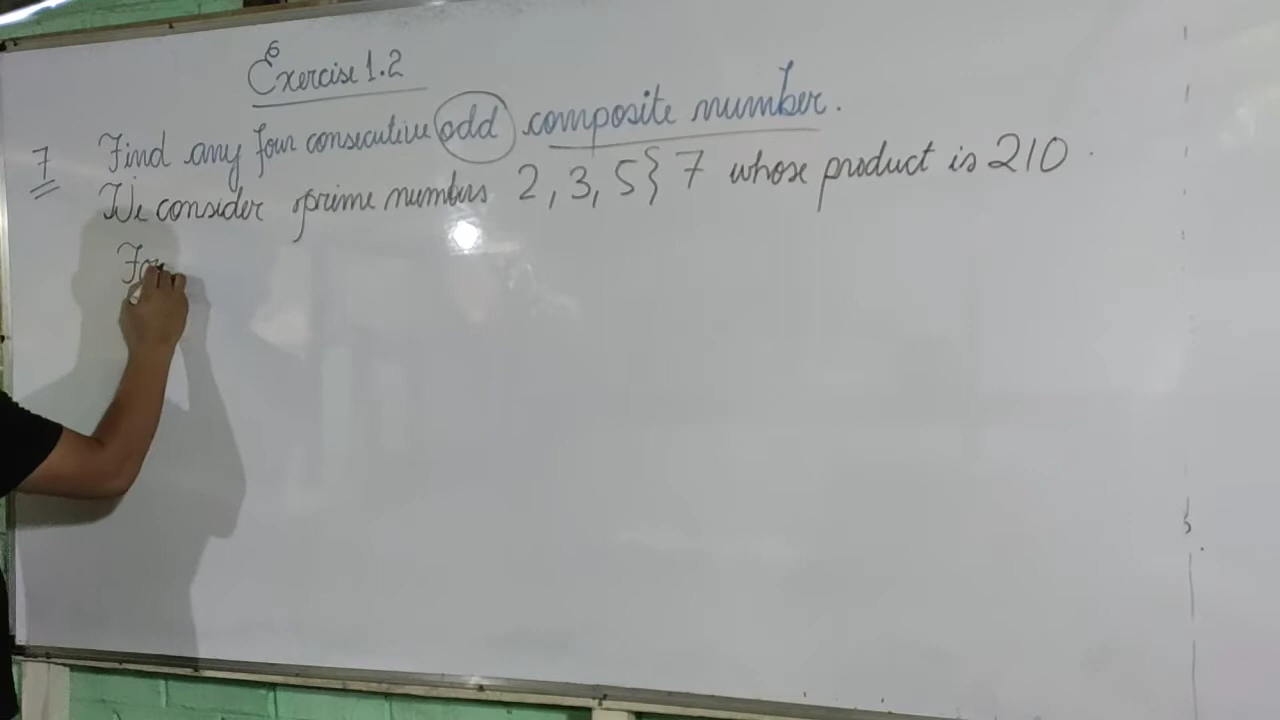 Exercise 1.2
7 Find any four consecutive odd composite number.
We consider prime numbers 2, 3, 5 } 7 whose product is 210
For